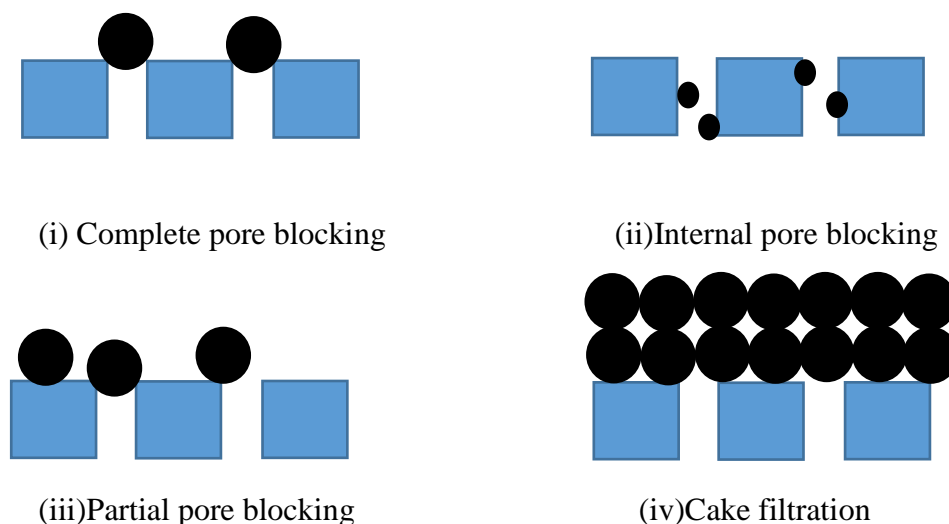 (i) Complete pore blocking
(ii)Internal pore blocking
(iii)Partial pore blocking
(iv)Cake filtration